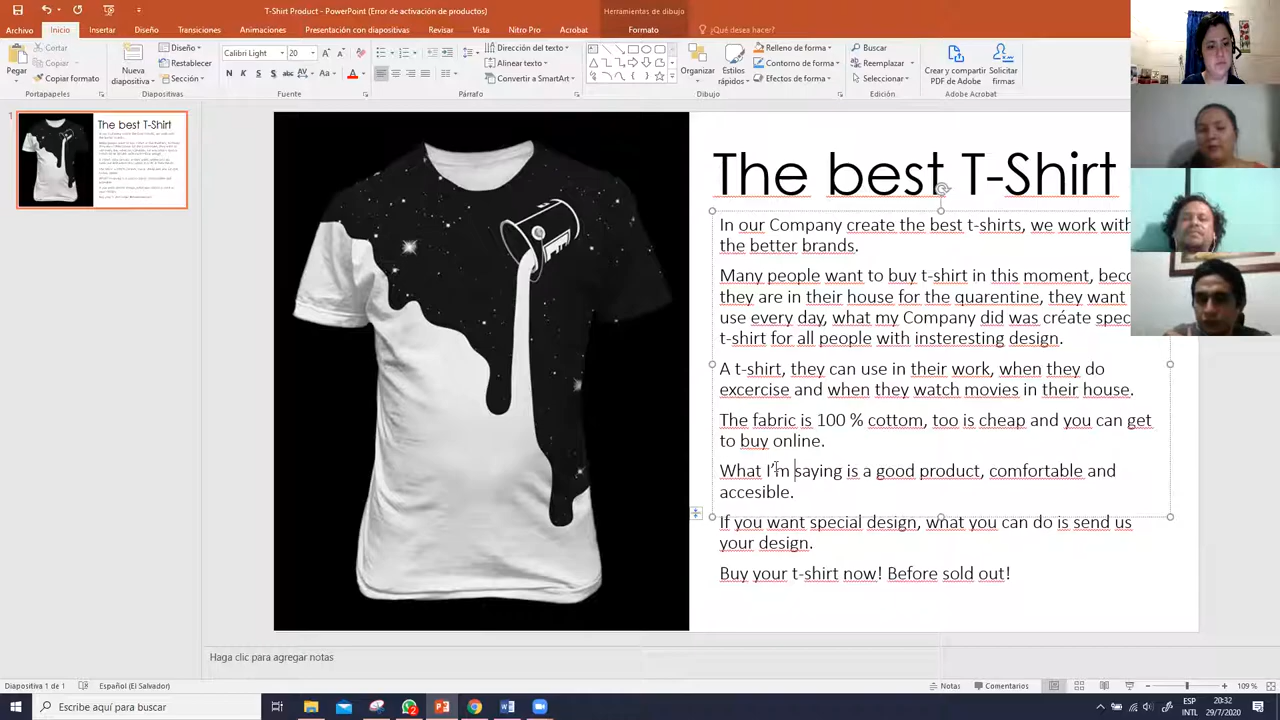 T-Shirt Product - PowerPoint (Error de activación de productos)
Herramientas de dibujo
Archivo Inicio Insertar Diseño Transiciones Animaciones Presentación con diapositivas Revisar Vista Nitro Pro Acrobat Formato ¿Qué desea hacer?
Pegar
Cortar
Copiar
Copiar formato
Portapapeles
Nueva diapositiva
Diseño
Restablecer
Sección
Diapositivas
Calibri Light 20
N K S S abc AV Aa A
Fuente
Dirección del texto
Alinear texto
Convertir a SmartArt
Párrafo
Organizar
Estilos rápidos
Relleno de forma
Contorno de forma
Efectos de forma
Dibujo
Buscar
Reemplazar
Seleccionar
Edición
Crear y compartir PDF de Adobe
Solicitar firmas
Adobe Acrobat
1
The best T-Shirt
The best T-Shirt
In our Company create the best t-shirts, we work with
the better brands.
Many people want to buy t-shirt in this moment, beco
they are in their house for the quarentine, they want
use every day, what my Company did was create spec
t-shirt for all people with insteresting design.
A t-shirt, they can use in their work, when they do
excercise and when they watch movies in their house.
The fabric is 100 % cottom, too is cheap and you can get
to buy online.
What I'm saying is a good product, comfortable and
accesible.
If you want special design, what you can do is send us
your design.
Buy your t-shirt now! Before sold out!
Haga clic para agregar notas
Diapositiva 1 de 1 Español (El Salvador) Notas Comentarios 109 %
Escribe aquí para buscar
2
ESP
INTL
20:32
29/7/2020